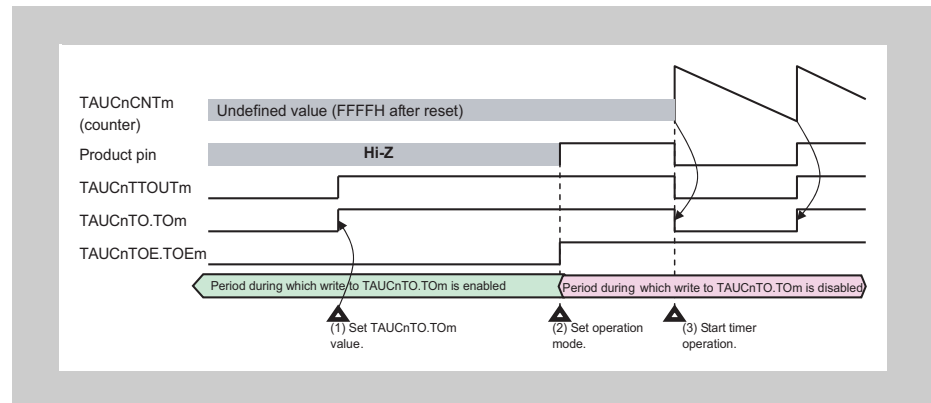 TAUCnCNTm
(counter)
Undefined value (FFFFH after reset)
Product pin
Hi-Z
TAUCnTTOUTm
TAUCnTO.TOm
TAUCnTOE.TOEm
Period during which write to TAUCnTO.TOm is enabled
Period during which write to TAUCnTO.TOm is disabled
(1) Set TAUCnTO.TOm
value.
(2) Set operation
mode.
(3) Start timer
operation.